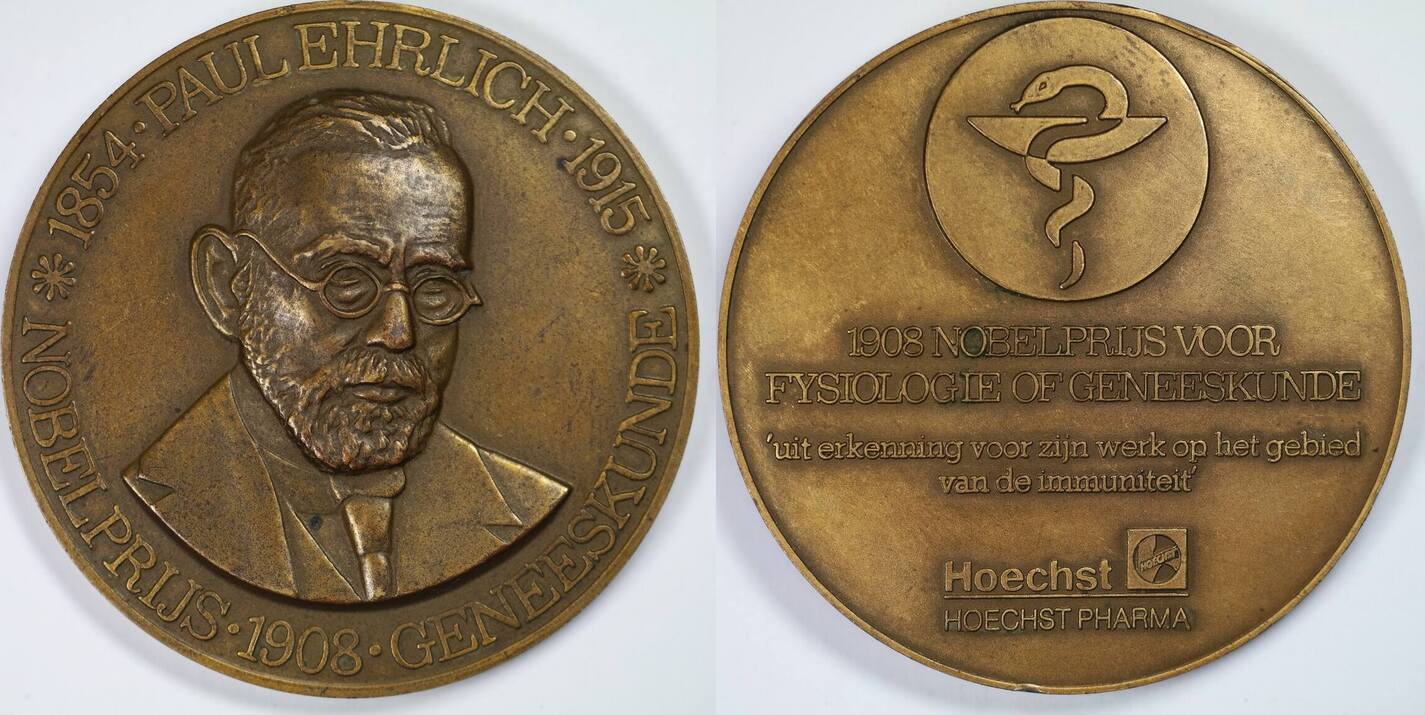 1854 · PAUL EHRLICH · 1915
NOBELPRIJS · 1908 · GENEESKUNDE
1908 NOBELPRIJS VOOR
FYSIOLOGIE OF GENEESKUNDE
'uit erkenning voor zijn werk op het gebied
van de immuniteit'
Hoechst
HOECHST
HOECHST PHARMA